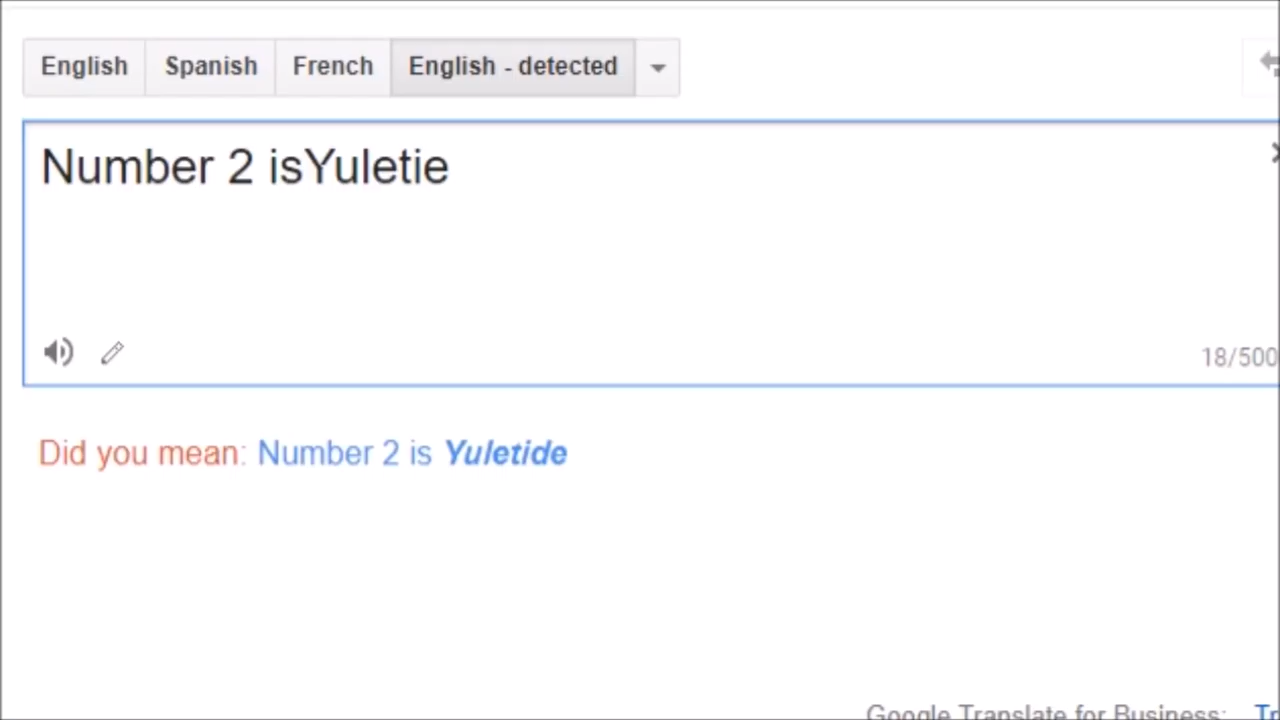 English Spanish French English - detected
Number 2 isYuletie
18/500
Did you mean: Number 2 is Yuletide
Google Translate for Business: